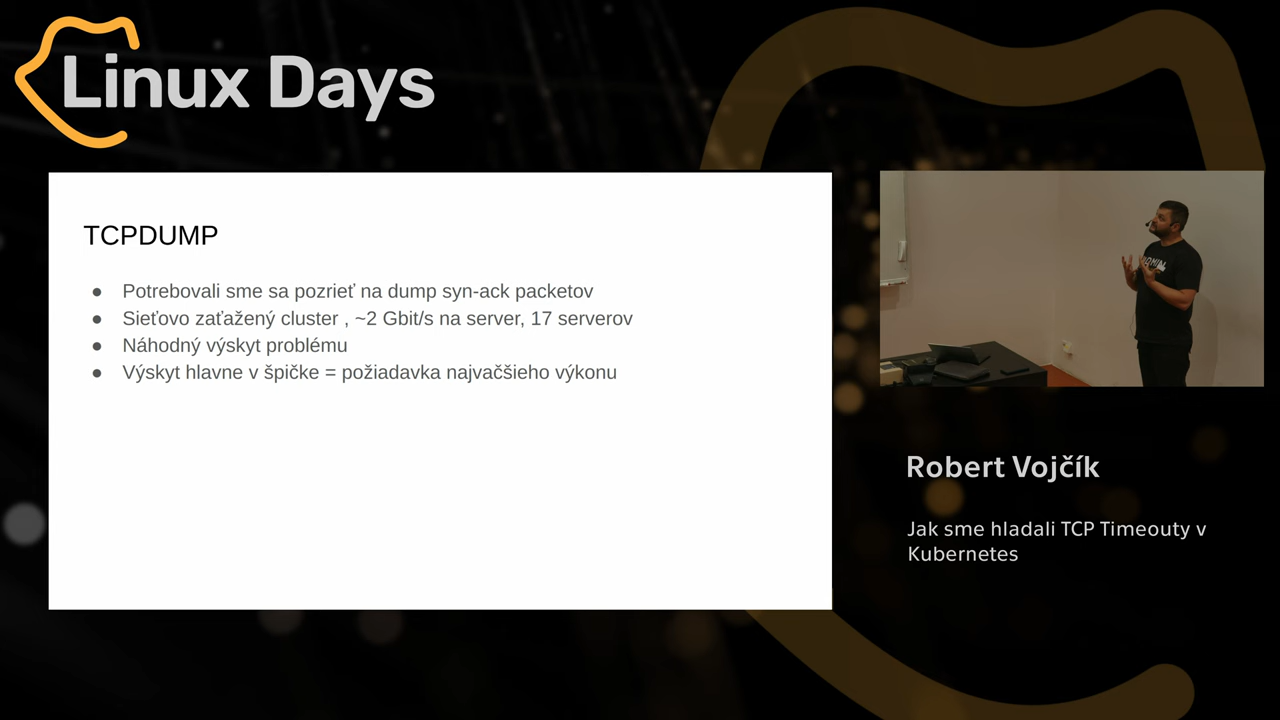 Linux Days
TCPDUMP
● Potrebovali sme sa pozrieť na dump syn-ack packetov
● Sieťovo zaťažený cluster , ~2 Gbit/s na server, 17 serverov
● Náhodný výskyt problému
● Výskyt hlavne v špičke = požiadavka najvačšieho výkonu
Robert Vojčík
Jak sme hladali TCP Timeouty v
Kubernetes